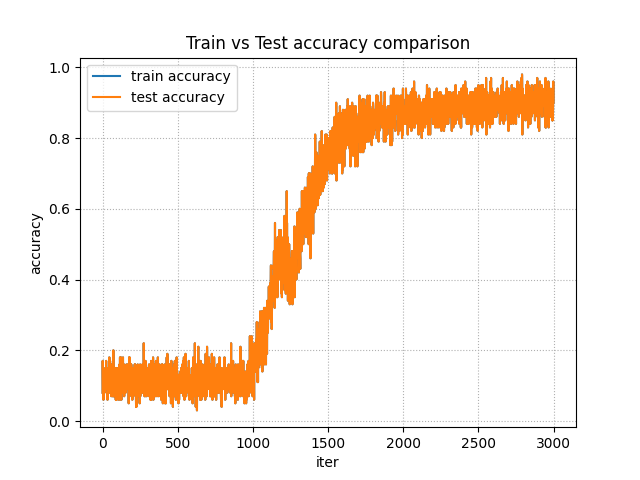 Train vs Test accuracy comparison
train accuracy
test accuracy
1.0
0.8
0.6
0.4
0.2
0.0
accuracy
0 500 1000 1500 2000 2500 3000
iter